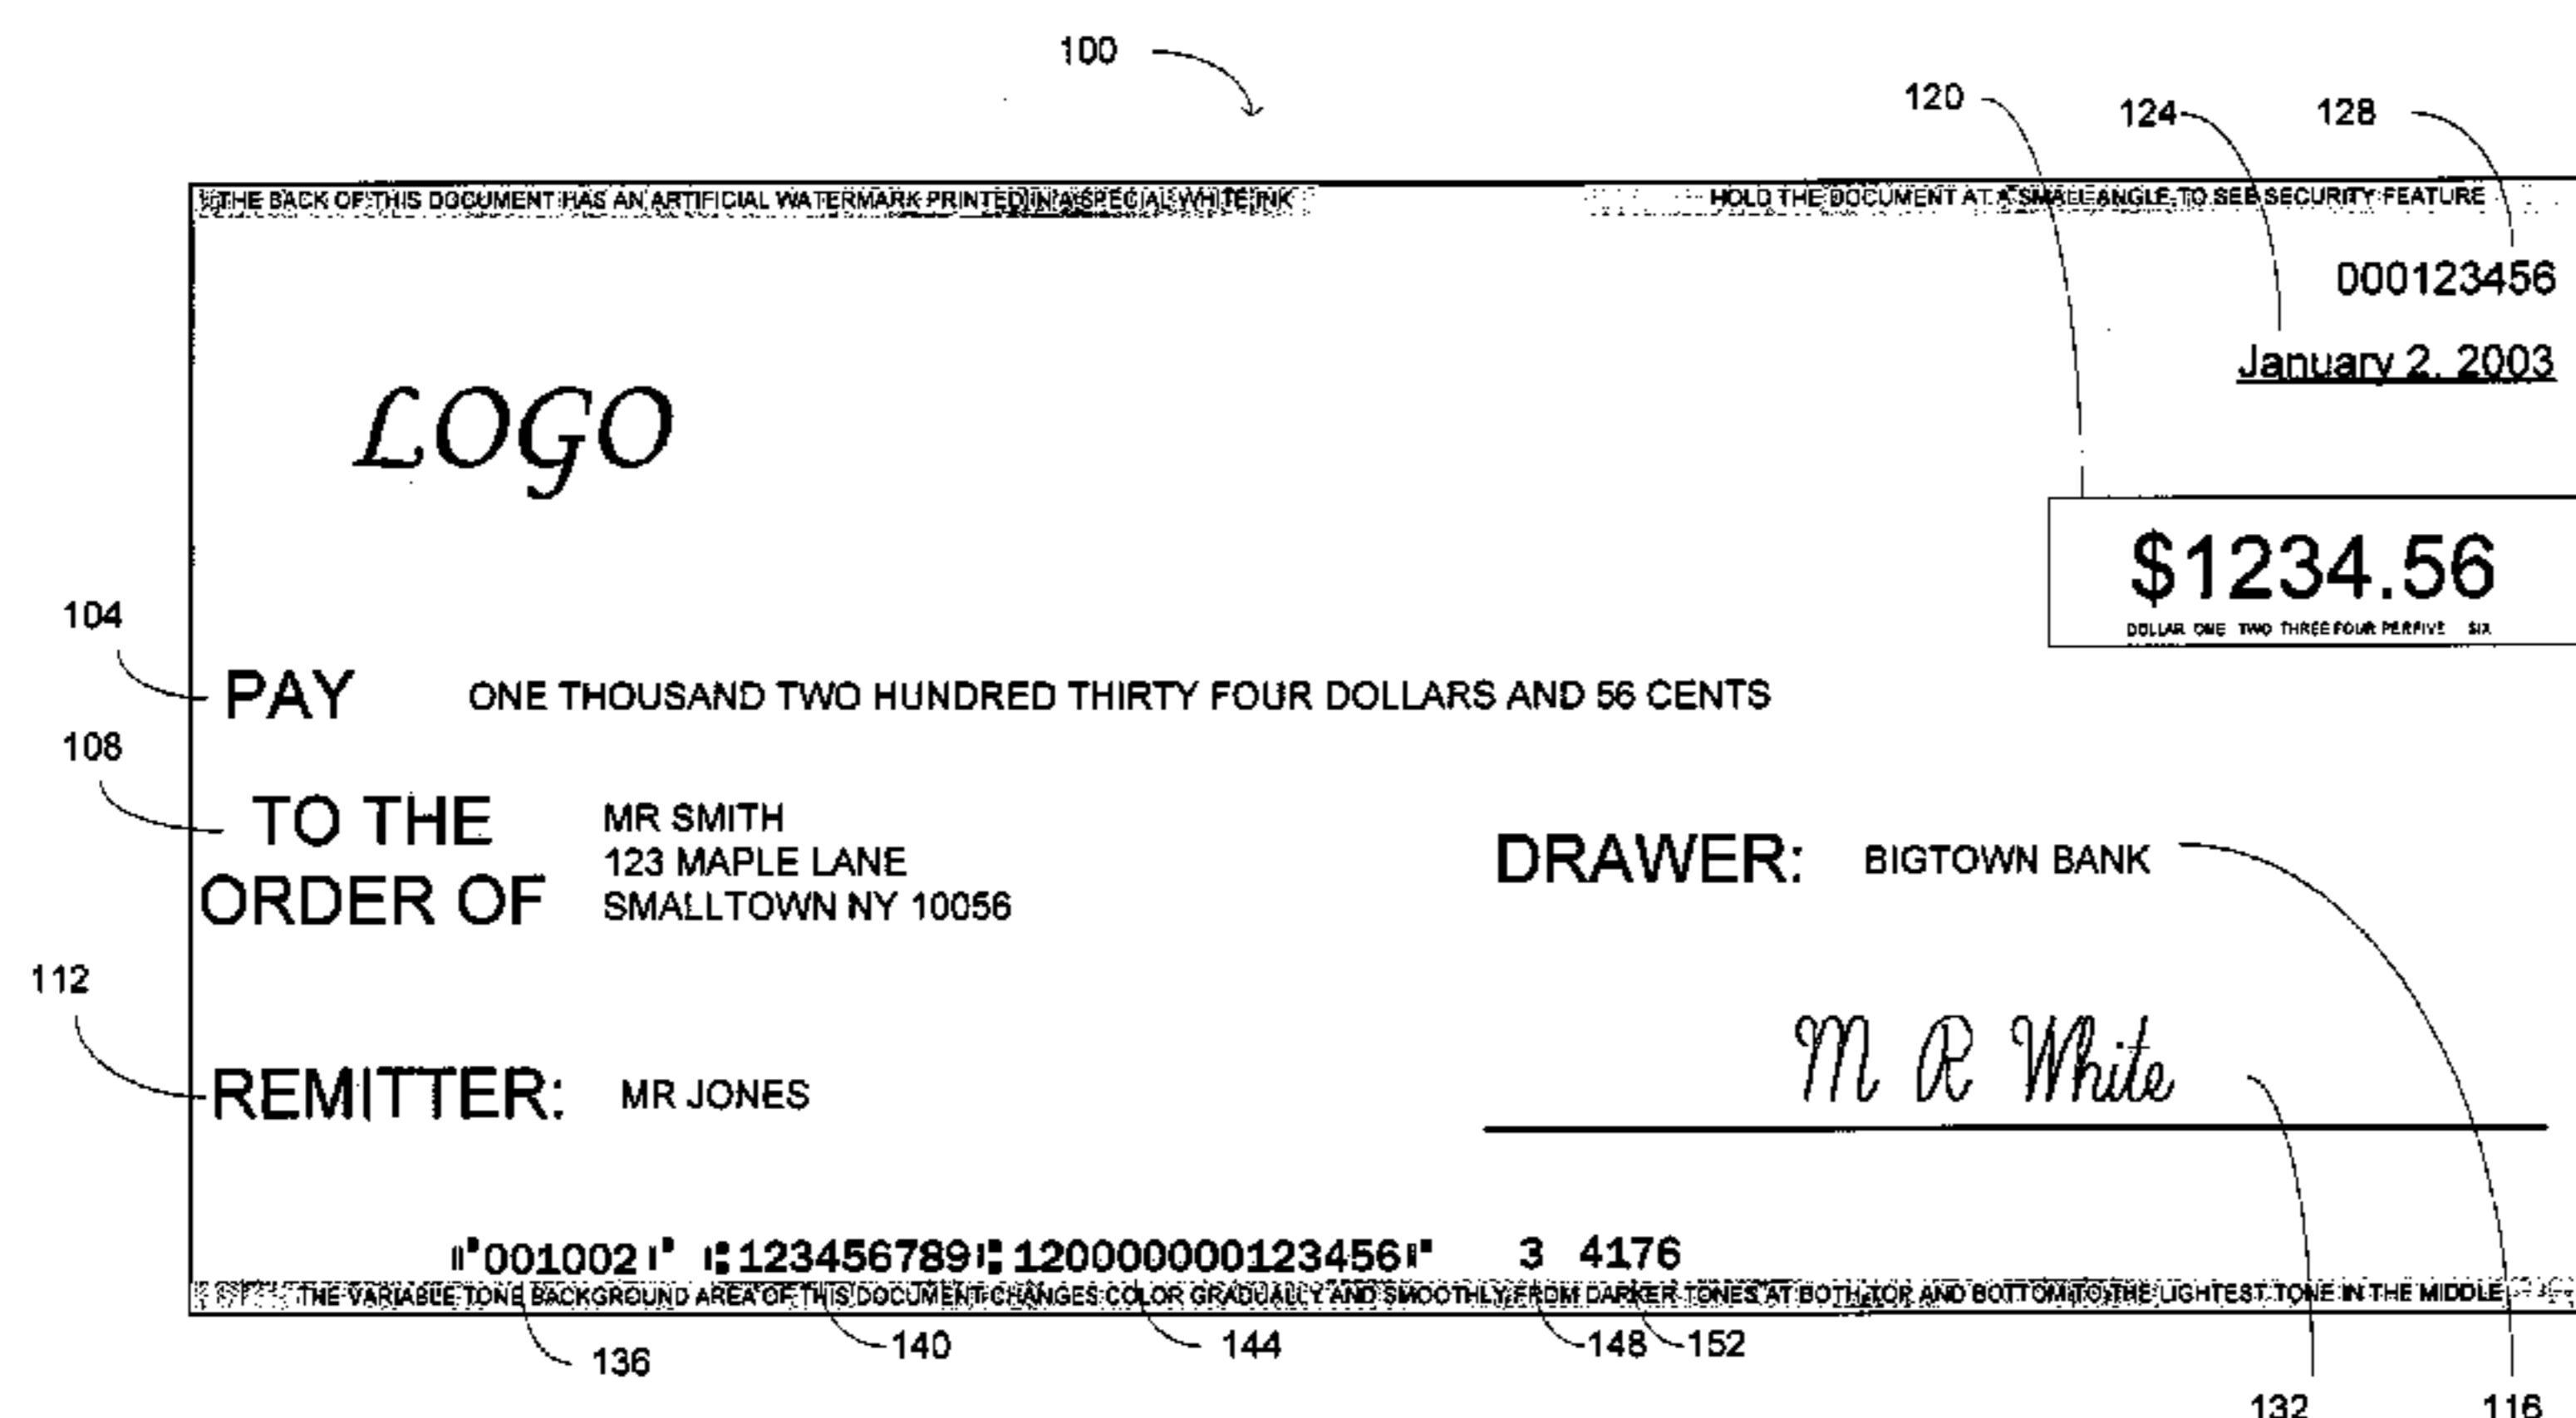 100
120 124 128
THE BACK OF THIS DOCUMENT HAS AN ARTIFICIAL WATERMARK PRINTED IN A SPECIAL WHITE INK HOLD THE DOCUMENT AT A SMALL ANGLE TO SEE SECURITY FEATURE
000123456
January 2, 2003
LOGO
$1234.56
DOLLAR ONE TWO THREE FOUR PER FIVE SIX
104
PAY ONE THOUSAND TWO HUNDRED THIRTY FOUR DOLLARS AND 56 CENTS
108
TO THE
ORDER OF
MR SMITH
123 MAPLE LANE
SMALLTOWN NY 10056
DRAWER: BIGTOWN BANK
112
M R White
REMITTER: MR JONES
⑈001002⑈ ⑆123456789⑆120000000123456⑈ 3 4176
THE VARIABLE TONE BACKGROUND AREA OF THIS DOCUMENT CHANGES COLOR GRADUALLY AND SMOOTHLY FROM DARKER TONES AT BOTH TOP AND BOTTOM TO THE LIGHTEST TONE IN THE MIDDLE
136 140 144 148 152
132 116